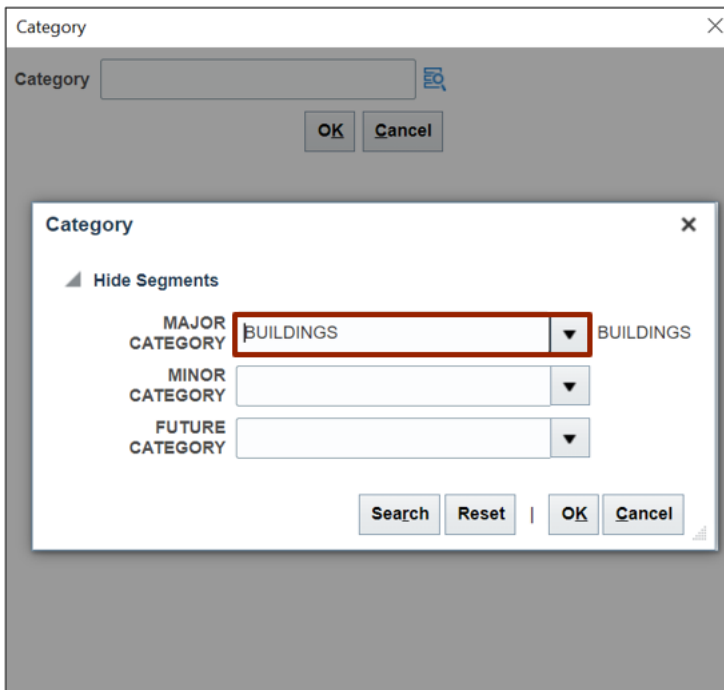 Category
Category
OK Cancel
Category
Hide Segments
MAJOR
CATEGORY
BUILDINGS
BUILDINGS
MINOR
CATEGORY
FUTURE
CATEGORY
Search Reset | OK Cancel